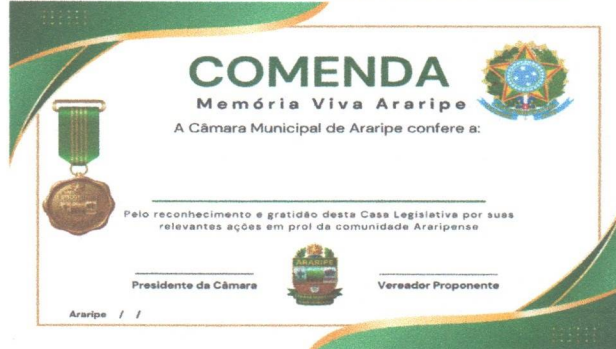 COMENDA
Memória Viva Araripe
A Câmara Municipal de Araripe confere a:
Pelo reconhecimento e gratidão desta Casa Legislativa por suas
relevantes ações em prol da comunidade Araripense
ARARIPE
Presidente da Câmara
Vereador Proponente
Araripe / /